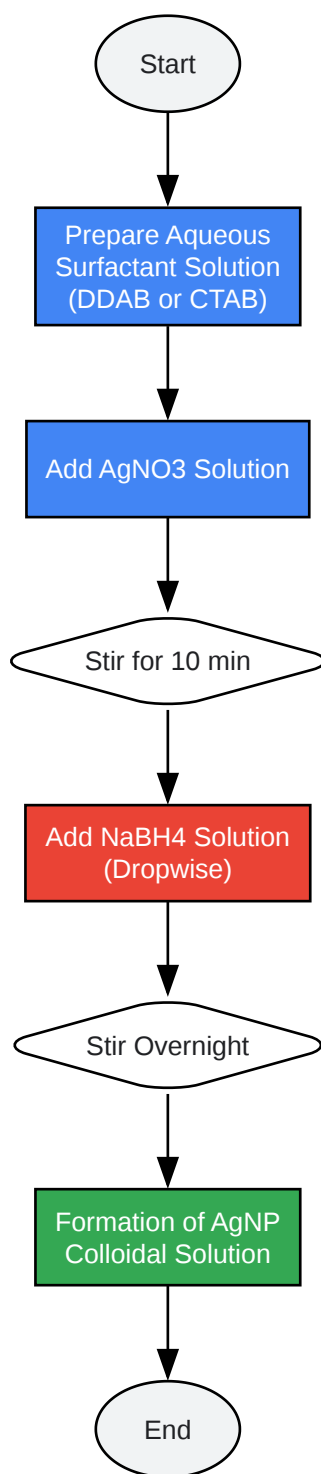 Start
Prepare Aqueous
Surfactant Solution
(DDAB or CTAB)
Add AgNO3 Solution
Stir for 10 min
Add NaBH4 Solution
(Dropwise)
Stir Overnight
Formation of AgNP
Colloidal Solution
End